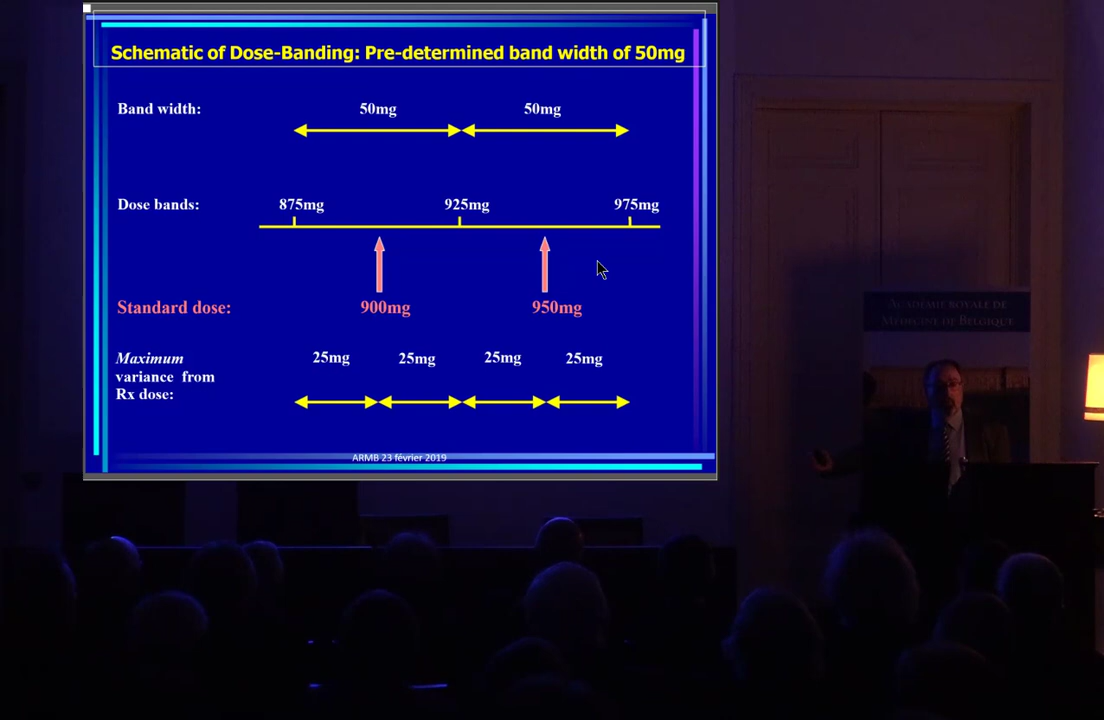 Schematic of Dose-Banding: Pre-determined band width of 50mg
Band width: 50mg 50mg
Dose bands: 875mg 925mg 975mg
Standard dose: 900mg 950mg
25mg 25mg 25mg 25mg
Maximum
variance from
Rx dose:
ARMB 23 février 2019
ACADÉMIE ROYALE DE
MÉDECINE DE BELGIQUE